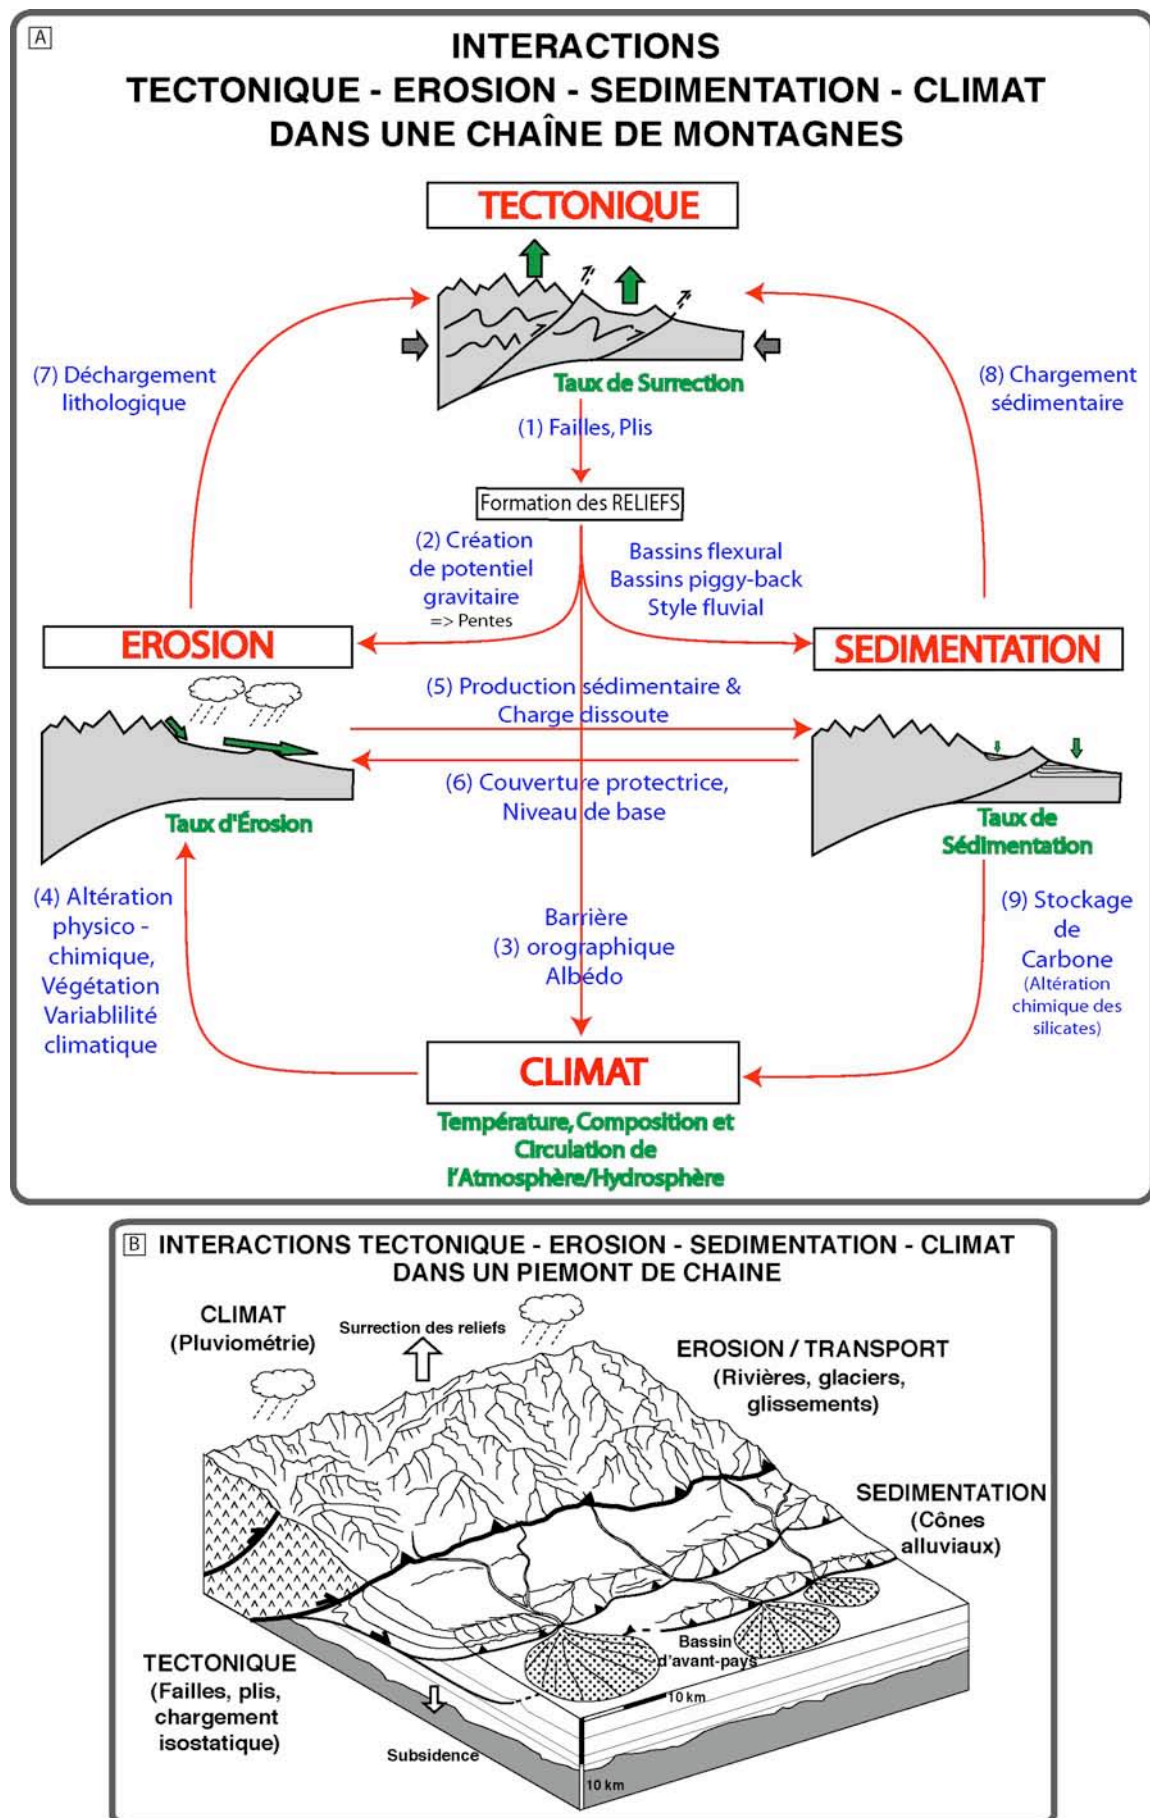 A
INTERACTIONS
TECTONIQUE - EROSION - SEDIMENTATION - CLIMAT
DANS UNE CHAÎNE DE MONTAGNES
TECTONIQUE
Taux de Surrection
(7) Déchargement
lithologique
(8) Chargement
sédimentaire
(1) Failles, Plis
Formation des RELIEFS
(2) Création
de potentiel
gravitaire
=> Pentes
Bassins flexural
Bassins piggy-back
Style fluvial
EROSION
SEDIMENTATION
(5) Production sédimentaire &
Charge dissoute
(6) Couverture protectrice,
Niveau de base
Taux d'Érosion
Taux de
Sédimentation
(4) Altération
physico -
chimique,
Végétation
Variablilité
climatique
Barrière
(3) orographique
Albédo
(9) Stockage
de
Carbone
(Altération
chimique des
silicates)
CLIMAT
Température, Composition et
Circulation de
l'Atmosphère/Hydrosphère
B INTERACTIONS TECTONIQUE - EROSION - SEDIMENTATION - CLIMAT
DANS UN PIEMONT DE CHAINE
CLIMAT
(Pluviométrie)
Surrection des reliefs
EROSION / TRANSPORT
(Rivières, glaciers,
glissements)
SEDIMENTATION
(Cônes
alluviaux)
TECTONIQUE
(Failles, plis,
chargement
isostatique)
Bassin
d'avant-pays
10 km
Subsidence
10 km